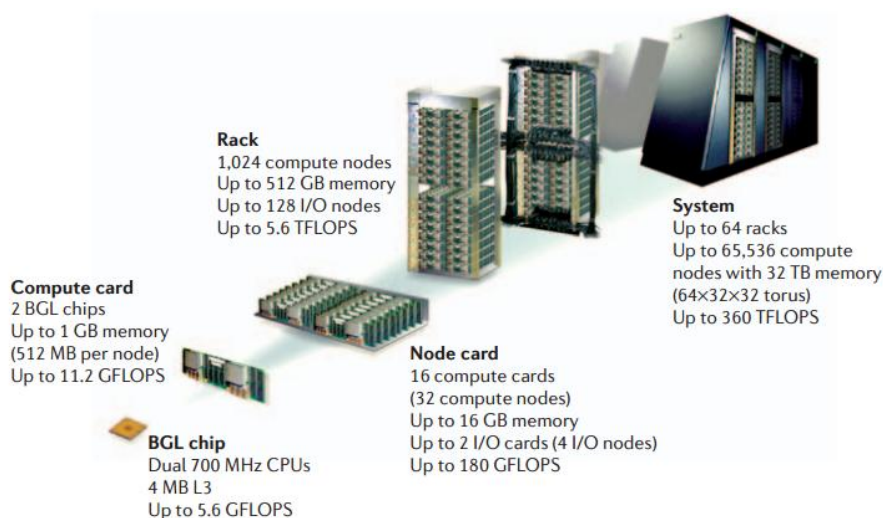 Rack
1,024 compute nodes
Up to 512 GB memory
Up to 128 I/O nodes
Up to 5.6 TFLOPS
System
Up to 64 racks
Up to 65,536 compute
nodes with 32 TB memory
(64×32×32 torus)
Up to 360 TFLOPS
Compute card
2 BGL chips
Up to 1 GB memory
(512 MB per node)
Up to 11.2 GFLOPS
Node card
16 compute cards
(32 compute nodes)
Up to 16 GB memory
Up to 2 I/O cards (4 I/O nodes)
Up to 180 GFLOPS
BGL chip
Dual 700 MHz CPUs
4 MB L3
Up to 5.6 GFLOPS